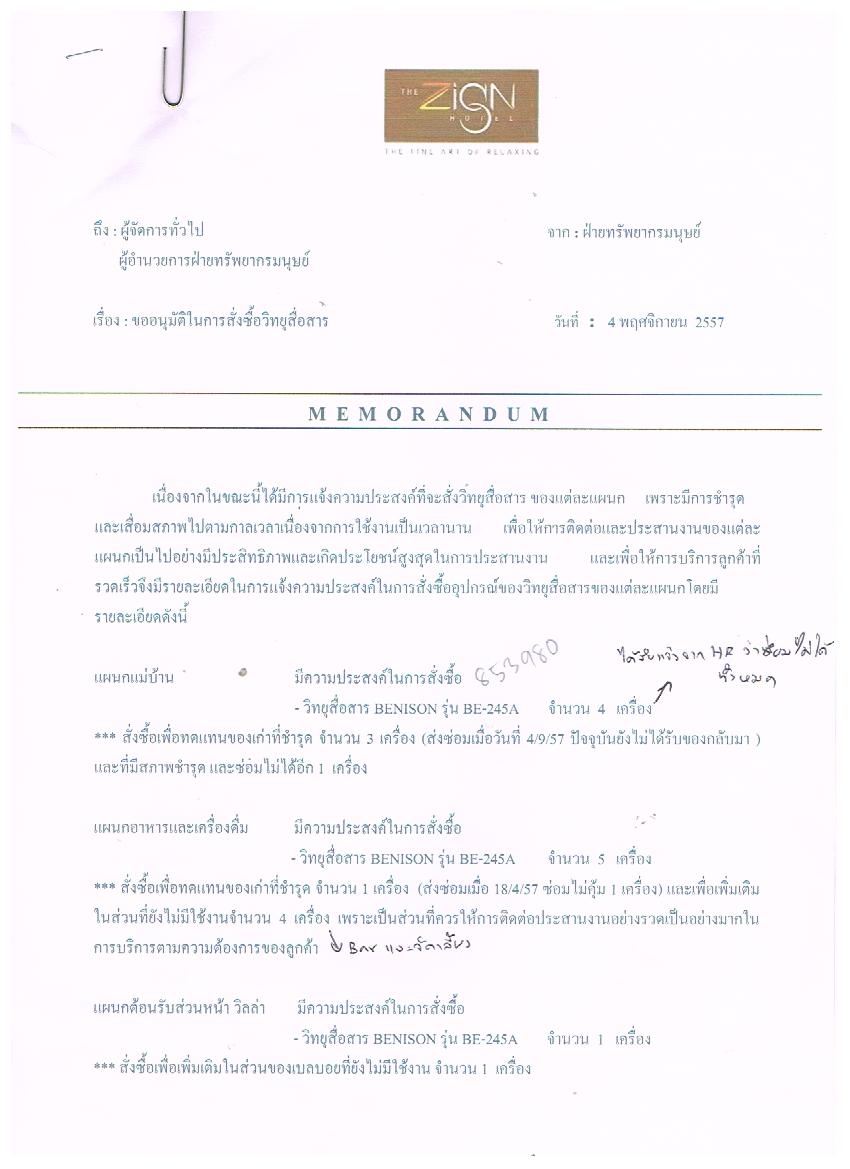 THE ZIGN
HOTEL
THE FINE ART OF RELAXING
ถึง : ผู้จัดการทั่วไป
จาก : ฝ่ายทรัพยากรมนุษย์
ผู้อำนวยการฝ่ายทรัพยากรมนุษย์
เรื่อง : ขออนุมัติในการสั่งซื้อวิทยุสื่อสาร
วันที่ : 4 พฤศจิกายน 2557
MEMORANDUM
เนื่องจากในขณะนี้ได้มีการแจ้งความประสงค์ที่จะสั่งวิทยุสื่อสาร ของแต่ละแผนก เพราะมีการชำรุด
และเสื่อมสภาพไปตามกาลเวลาเนื่องจากการใช้งานเป็นเวลานาน เพื่อให้การติดต่อและประสานงานของแต่ละ
แผนกเป็นไปอย่างมีประสิทธิภาพและเกิดประโยชน์สูงสุดในการประสานงาน และเพื่อให้การบริการลูกค้าที่
รวดเร็วจึงมีรายละเอียดในการแจ้งความประสงค์ในการสั่งซื้ออุปกรณ์ของวิทยุสื่อสารของแต่ละแผนกโดยมี
รายละเอียดดังนี้
853980
ได้รับแจ้งจาก HR ว่าซ่อมไม่ได้
ทั้งหมด
แผนกแม่บ้าน มีความประสงค์ในการสั่งซื้อ
- วิทยุสื่อสาร BENISON รุ่น BE-245A จำนวน 4 เครื่อง
*** สั่งซื้อเพื่อทดแทนของเก่าที่ชำรุด จำนวน 3 เครื่อง (ส่งซ่อมเมื่อวันที่ 4/9/57 ปัจจุบันยังไม่ได้รับของกลับมา )
และที่มีสภาพชำรุด และซ่อมไม่ได้อีก 1 เครื่อง
แผนกอาหารและเครื่องดื่ม มีความประสงค์ในการสั่งซื้อ
- วิทยุสื่อสาร BENISON รุ่น BE-245A จำนวน 5 เครื่อง
*** สั่งซื้อเพื่อทดแทนของเก่าที่ชำรุด จำนวน 1 เครื่อง (ส่งซ่อมเมื่อ 18/4/57 ซ่อมไม่คุ้ม 1 เครื่อง) และเพื่อเพิ่มเติม
ในส่วนที่ยังไม่มีใช้งานจำนวน 4 เครื่อง เพราะเป็นส่วนที่ควรให้การติดต่อประสานงานอย่างรวดเป็นอย่างมากใน
การบริการตามความต้องการของลูกค้า Bar และจัดเลี้ยง
แผนกต้อนรับส่วนหน้า วิลล่า มีความประสงค์ในการสั่งซื้อ
- วิทยุสื่อสาร BENISON รุ่น BE-245A จำนวน 1 เครื่อง
*** สั่งซื้อเพื่อเพิ่มเติมในส่วนของเบลบอยที่ยังไม่มีใช้งาน จำนวน 1 เครื่อง